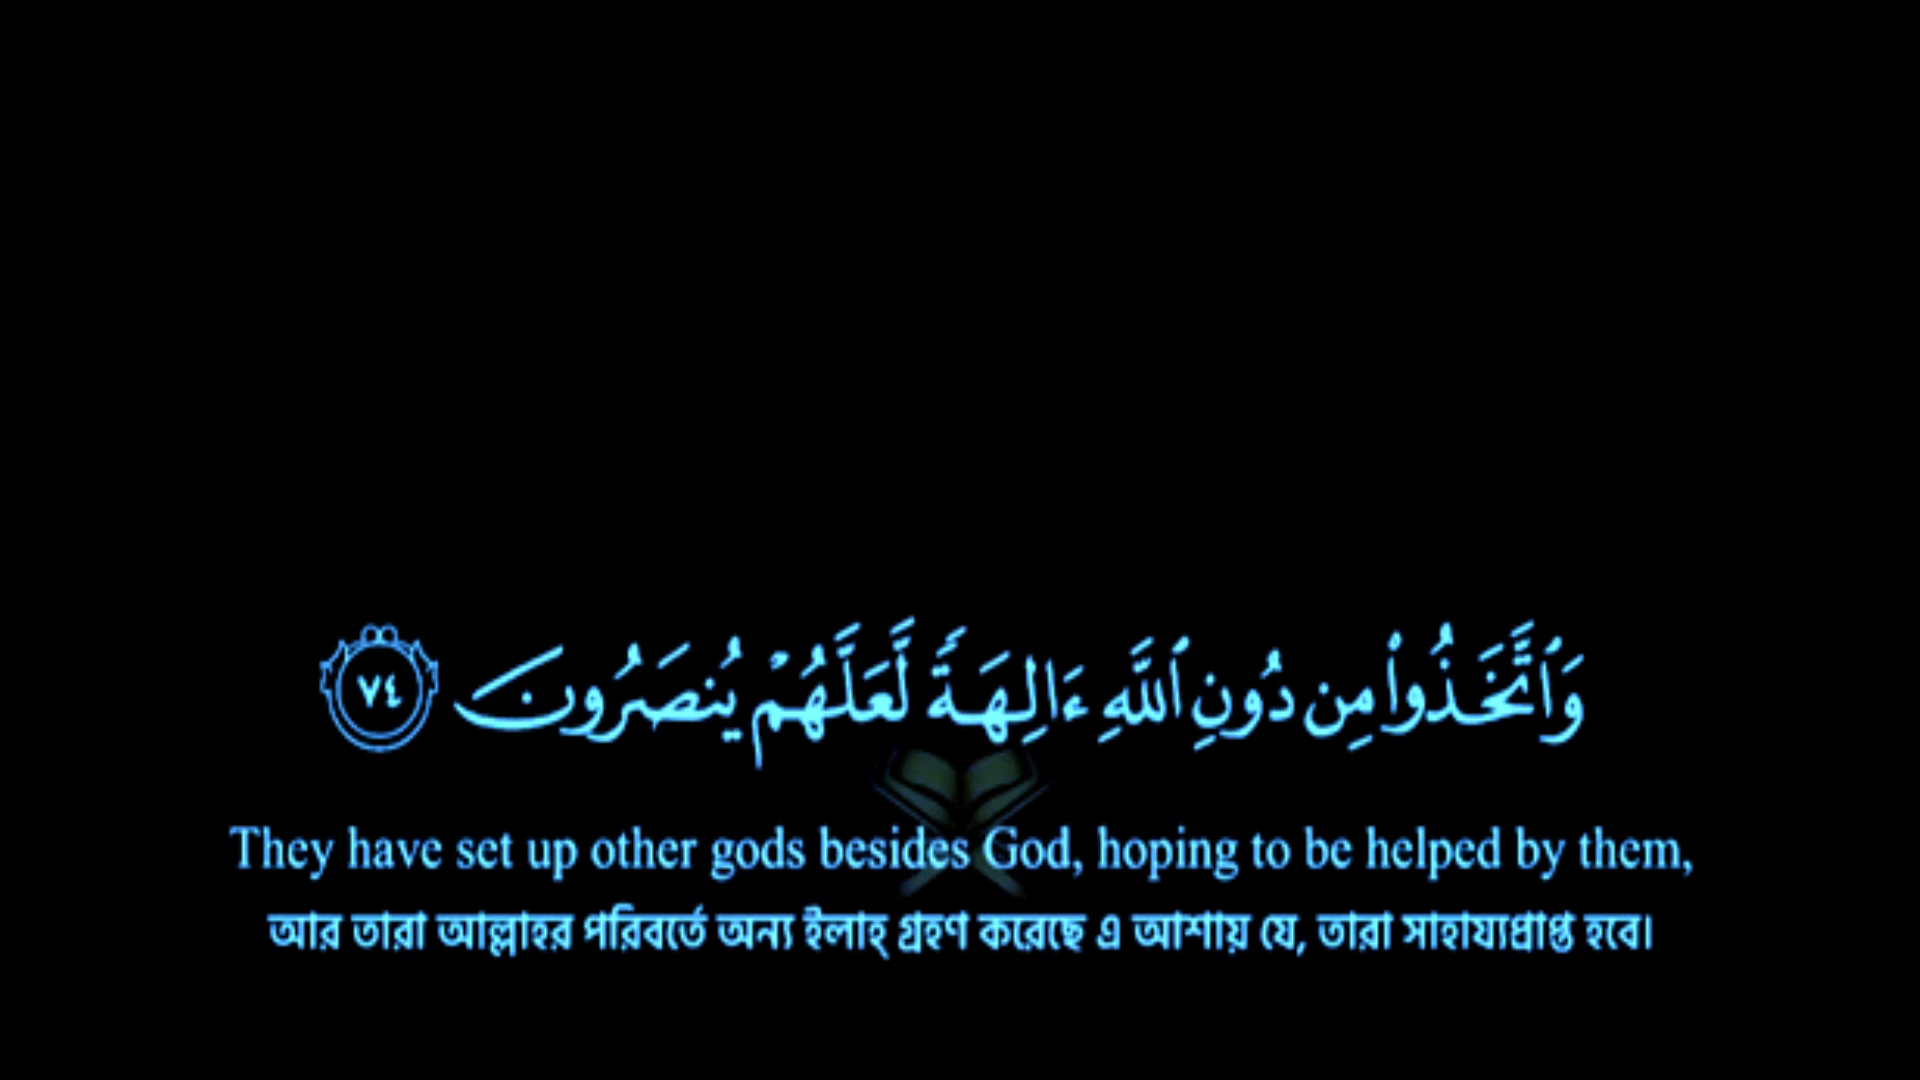 وَٱتَّخَذُوا۟ مِن دُونِ ٱللَّهِ ءَالِهَةً لَّعَلَّهُمْ يُنصَرُونَ ٧٤
They have set up other gods besides God, hoping to be helped by them,
আর তারা আল্লাহর পরিবর্তে অন্য ইলাহ্ গ্রহণ করেছে এ আশায় যে, তারা সাহায্যপ্রাপ্ত হবে।